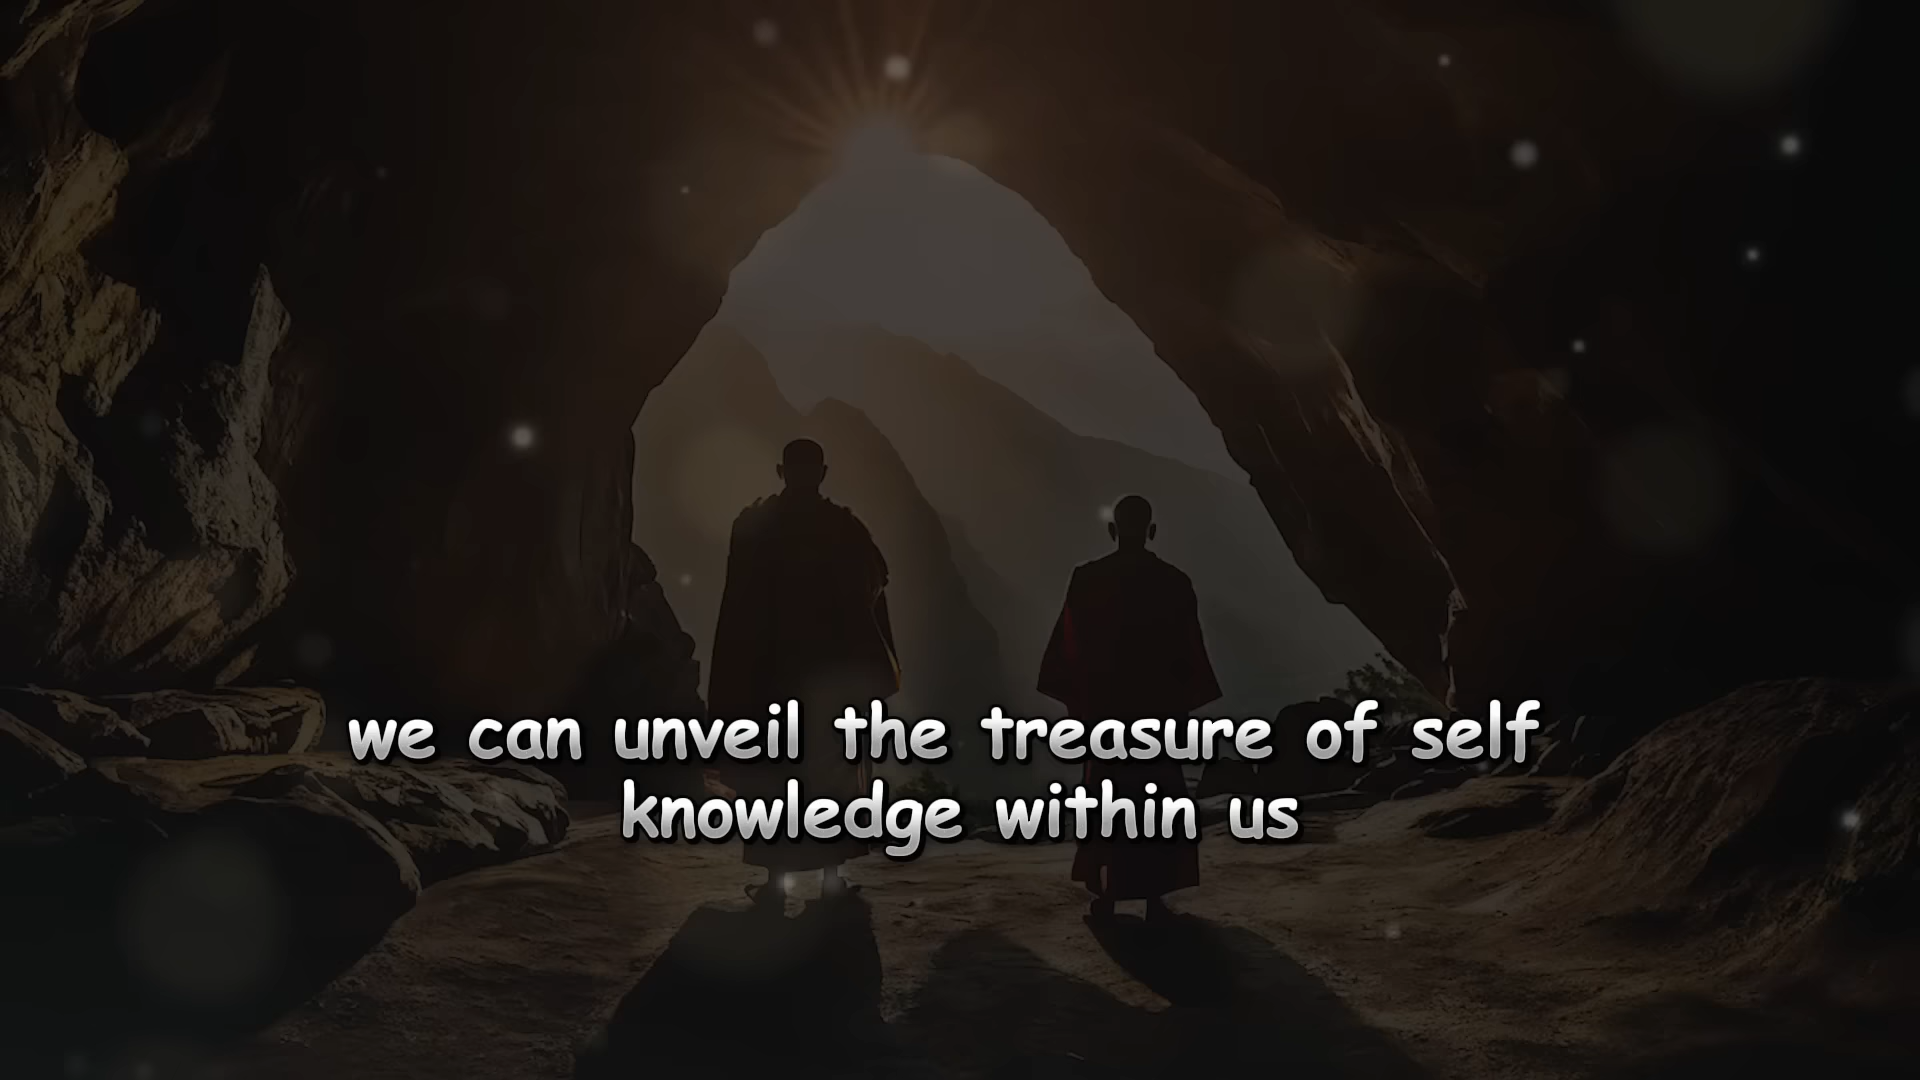 we can unveil the treasure of self
knowledge within us